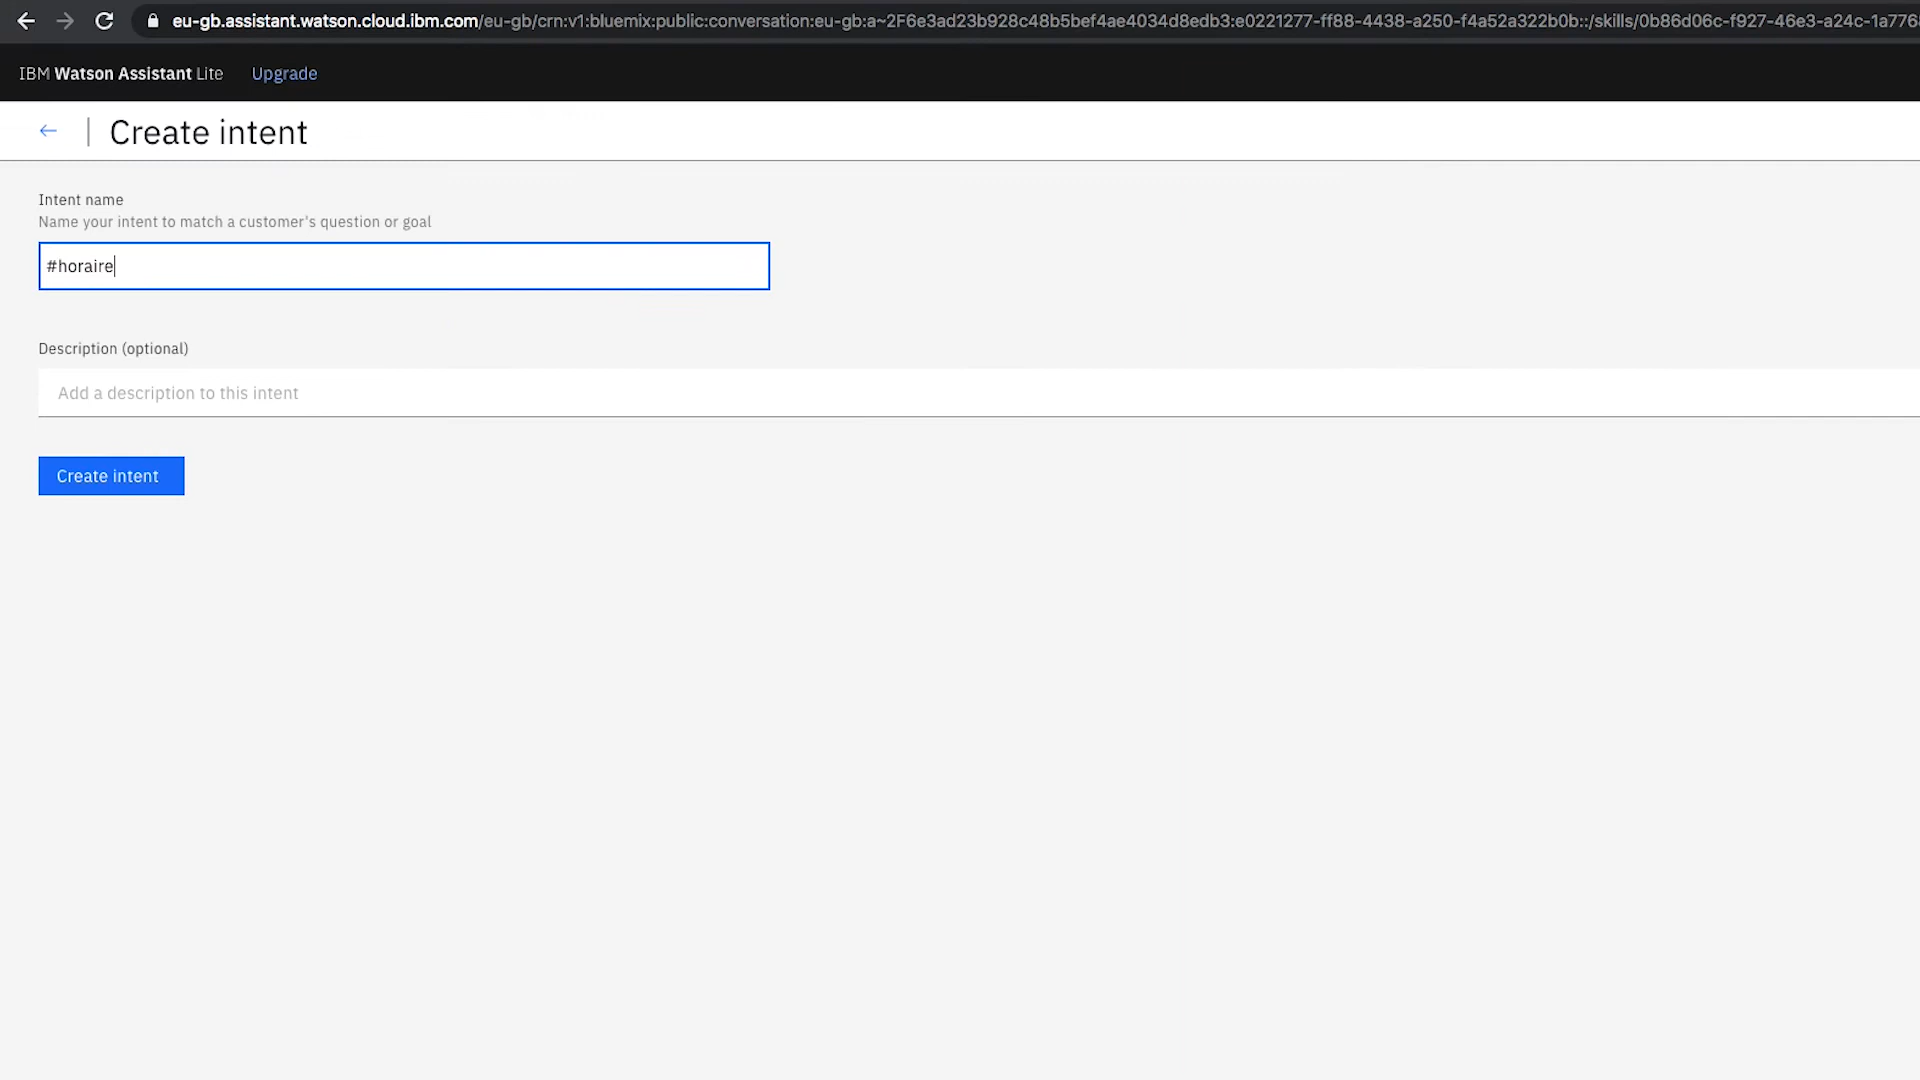 eu-gb.assistant.watson.cloud.ibm.com/eu-gb/crn:v1:bluemix:public:conversation:eu-gb:a~2F6e3ad23b928c48b5bef4ae4034d8edb3:e0221277-ff88-4438-a250-f4a52a322b0b::/skills/0b86d06c-f927-46e3-a24c-1a776
IBM Watson Assistant Lite Upgrade
Create intent
Intent name
Name your intent to match a customer's question or goal
#horaire
Description (optional)
Add a description to this intent
Create intent